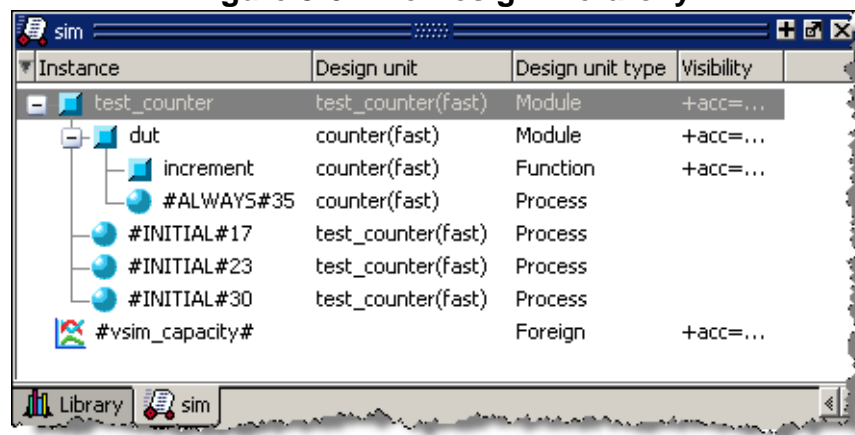 sim
Instance Design unit Design unit type Visibility
test_counter test_counter(fast) Module +acc=...
dut counter(fast) Module +acc=...
increment counter(fast) Function +acc=...
#ALWAYS#35 counter(fast) Process
#INITIAL#17 test_counter(fast) Process
#INITIAL#23 test_counter(fast) Process
#INITIAL#30 test_counter(fast) Process
#vsim_capacity# Foreign +acc=...
Library sim